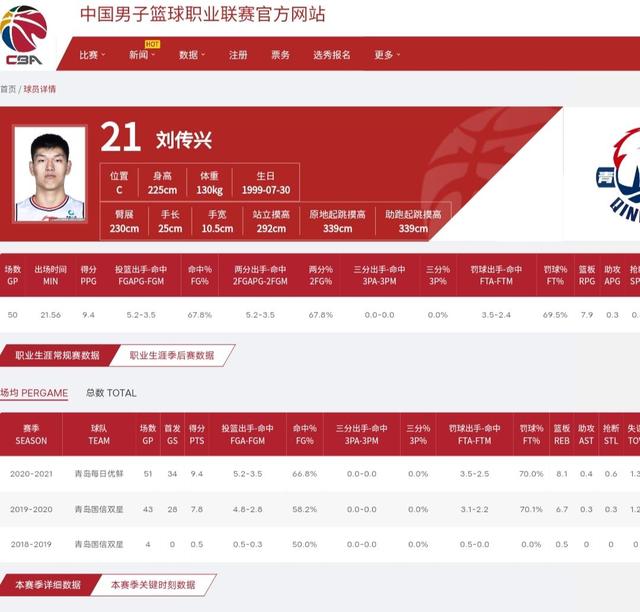 中国男子篮球职业联赛官方网站
CBA
HOT
比赛 新闻 数据 注册 票务 选秀报名 更多
首页 / 球员详情
21 刘传兴
位置 身高 体重 生日
C 225cm 130kg 1999-07-30
臂展 手长 手宽 站立摸高 原地起跳摸高 助跑起跳摸高
230cm 25cm 10.5cm 292cm 339cm 339cm
青
QING
场数 出场时间 得分 投篮出手-命中 命中% 两分出手-命中 两分% 三分出手-命中 三分% 罚球出手-命中 罚球% 篮板 助攻 抢断
GP MIN PPG FGAPG-FGM FG% 2FGAPG-2FGM 2FG% 3PA-3PM 3P% FTA-FTM FT% RPG APG SP
50 21.56 9.4 5.2-3.5 67.8% 5.2-3.5 67.8% 0.0-0.0 0.0% 3.5-2.4 69.5% 7.9 0.3 0.
职业生涯常规赛数据 职业生涯季后赛数据
场均 PERGAME 总数 TOTAL
赛季 球队 场数 首发 得分 投篮出手-命中 命中% 三分出手-命中 三分% 罚球出手-命中 罚球% 篮板 助攻 抢断 失误
SEASON TEAM GP GS PTS FGA-FGM FG% 3PA-3PM 3P% FTA-FTM FT% REB AST STL TOV
2020-2021 青岛每日优鲜 51 34 9.4 5.2-3.5 66.8% 0.0-0.0 0.0% 3.5-2.5 70.0% 8.1 0.4 0.6 1.3
2019-2020 青岛国信双星 43 28 7.8 4.8-2.8 58.2% 0.0-0.0 0.0% 3.1-2.2 70.1% 6.7 0.3 0.3 1.2
2018-2019 青岛国信双星 4 0 0.5 0.5-0.3 50.0% 0.0-0.0 0.0% 0.5-0.0 0.0% 0.5 0 0 0
本赛季详细数据 本赛季关键时刻数据